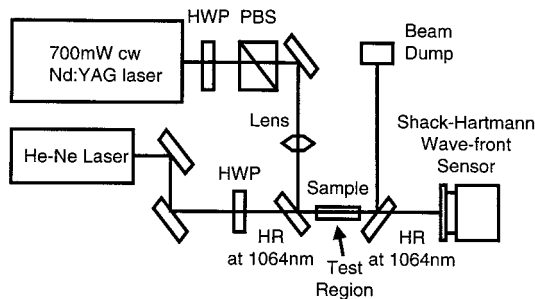 HWP PBS
700mW cw
Nd:YAG laser
Beam
Dump
Lens
Shack-Hartmann
Wave-front
Sensor
He-Ne Laser
HWP
Sample
HR
at 1064nm
Test
Region
HR
at 1064nm